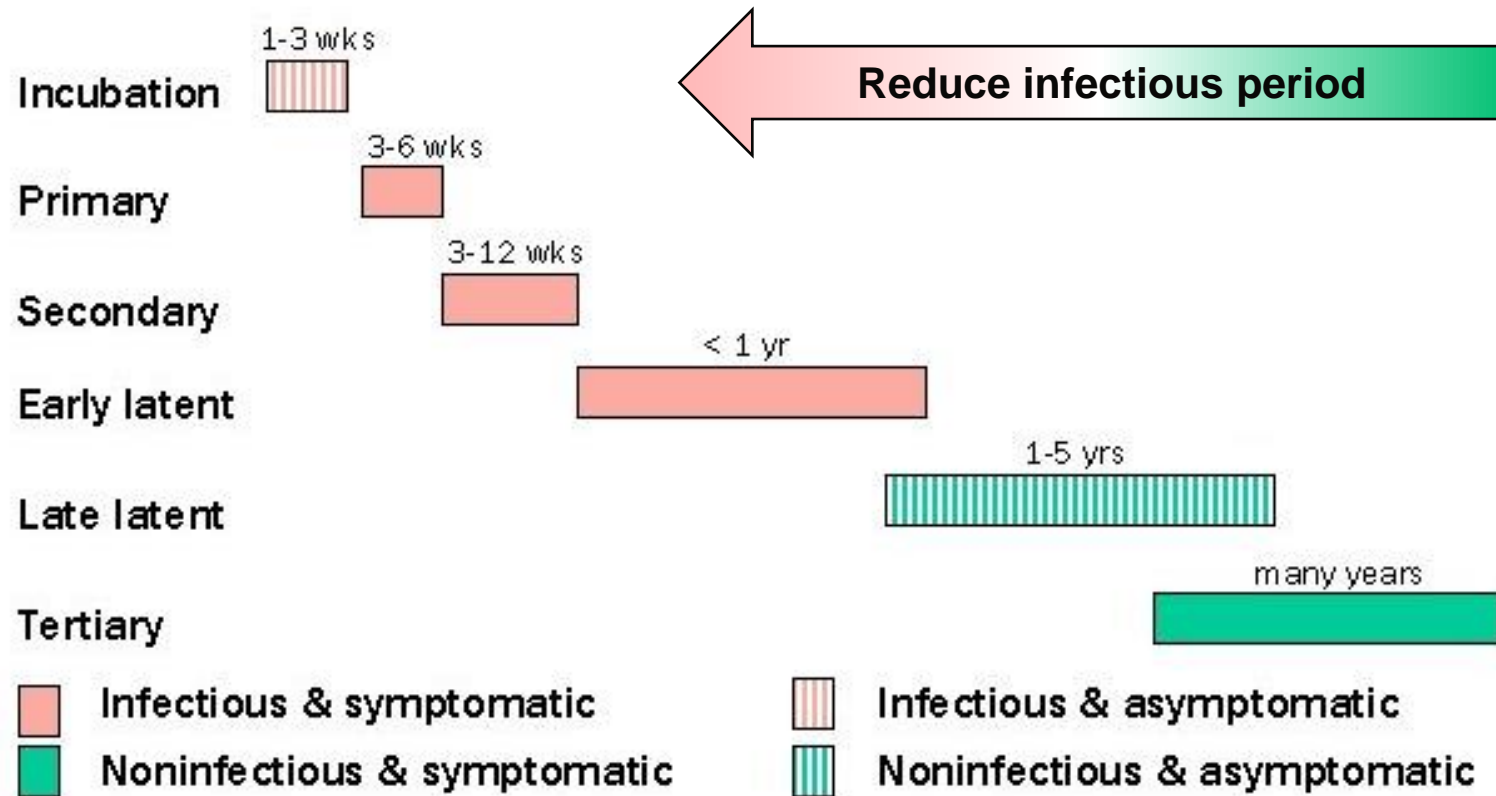 1-3 wks
Reduce infectious period
Incubation
3-6 wks
Primary
3-12 wks
Secondary
< 1 yr
Early latent
1-5 yrs
Late latent
many years
Tertiary
Infectious & symptomatic
Infectious & asymptomatic
Noninfectious & symptomatic
Noninfectious & asymptomatic